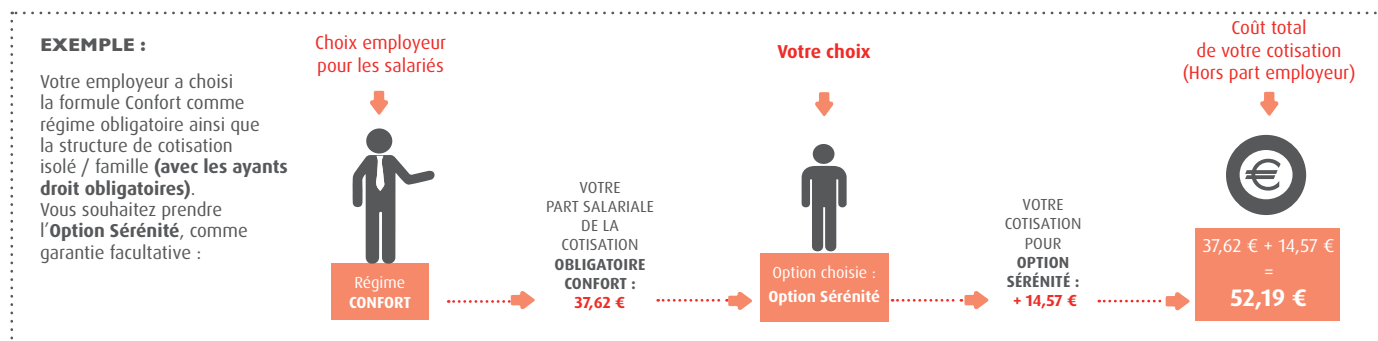 EXEMPLE :
Votre employeur a choisi
la formule Confort comme
régime obligatoire ainsi que
la structure de cotisation
isolé / famille (avec les ayants
droit obligatoires).
Vous souhaitez prendre
l'Option Sérénité, comme
garantie facultative :
Choix employeur
pour les salariés
Régime
CONFORT
VOTRE
PART SALARIALE
DE LA
COTISATION
OBLIGATOIRE
CONFORT :
37,62 €
Votre choix
Option choisie :
Option Sérénité
VOTRE
COTISATION
POUR
OPTION
SÉRÉNITÉ :
+ 14,57 €
Coût total
de votre cotisation
(Hors part employeur)
€
37,62 € + 14,57 €
=
52,19 €